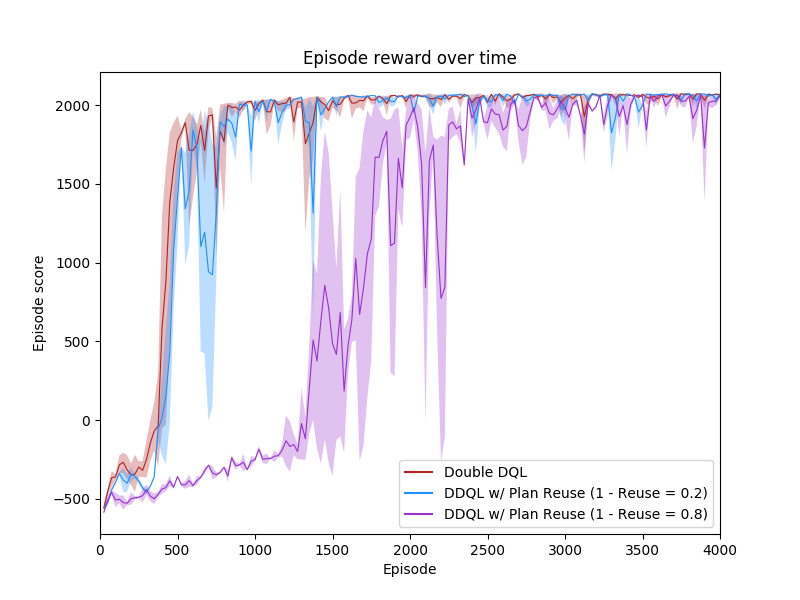 Episode reward over time
Episode score
2000
1500
1000
500
0
−500
0 500 1000 1500 2000 2500 3000 3500 4000
Episode
Double DQL
DDQL w/ Plan Reuse (1 - Reuse = 0.2)
DDQL w/ Plan Reuse (1 - Reuse = 0.8)